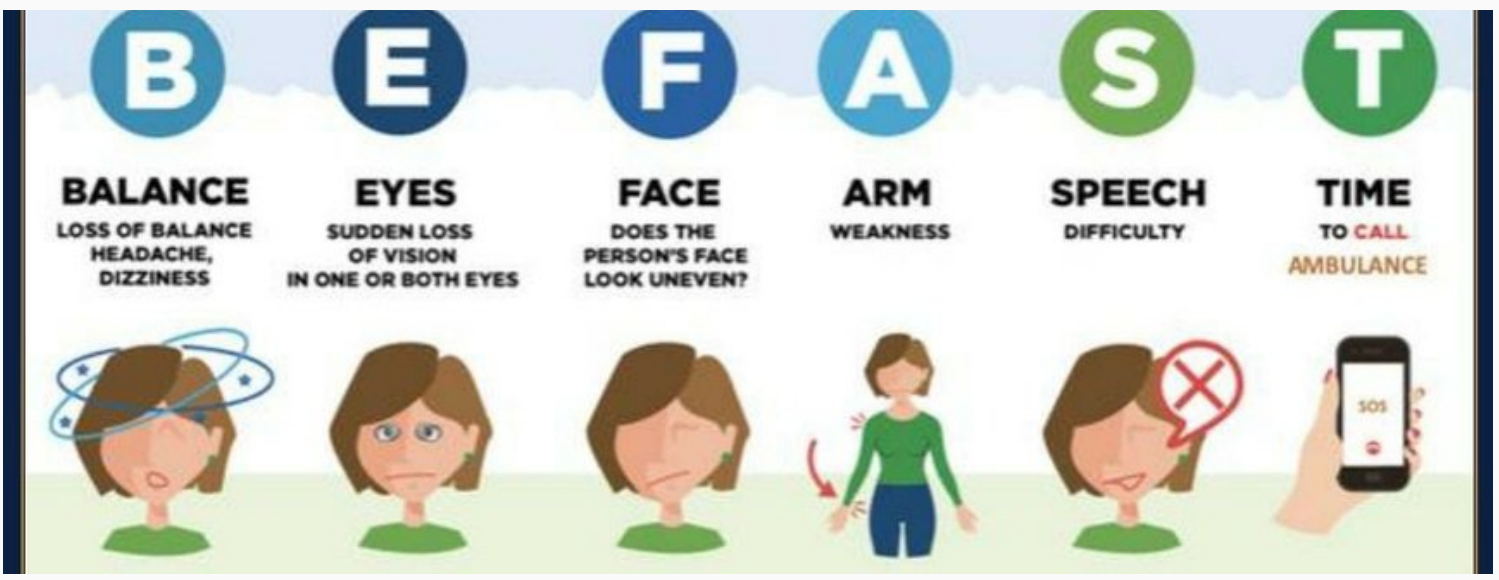 B E F A S T
BALANCE
LOSS OF BALANCE
HEADACHE,
DIZZINESS
EYES
SUDDEN LOSS
OF VISION
IN ONE OR BOTH EYES
FACE
DOES THE
PERSON'S FACE
LOOK UNEVEN?
ARM
WEAKNESS
SPEECH
DIFFICULTY
TIME
TO CALL
AMBULANCE
SOS